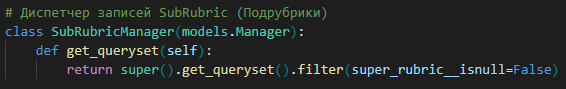 # Диспетчер записей SubRubric (Подрубрики)
class SubRubricManager(models.Manager):
    def get_queryset(self):
        return super().get_queryset().filter(super_rubric__isnull=False)